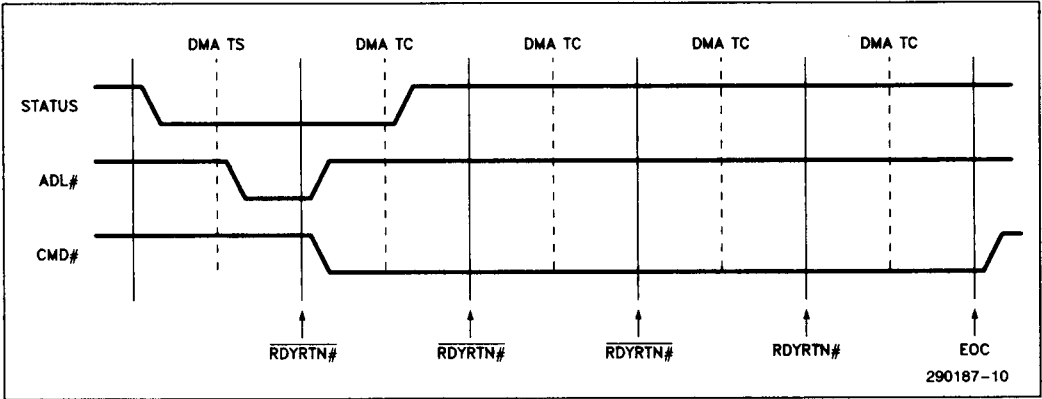 DMA TS DMA TC DMA TC DMA TC DMA TC
STATUS
ADL#
CMD#
RDYRTN# RDYRTN# RDYRTN# RDYRTN# EOC
290187-10